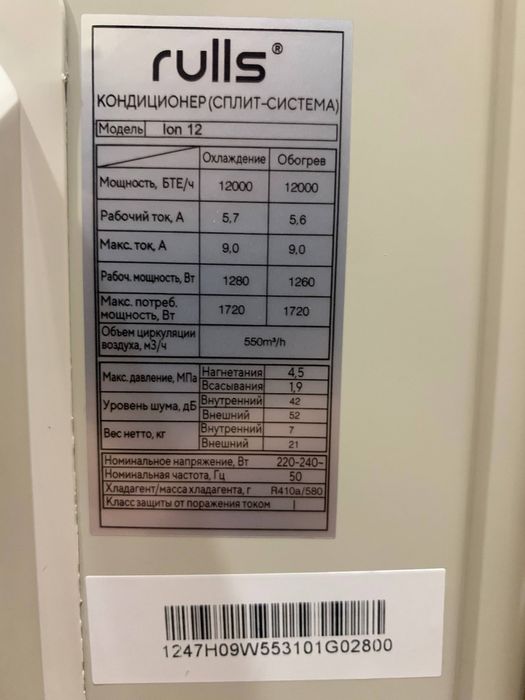 rulls®
КОНДИЦИОНЕР(СПЛИТ-СИСТЕМА)
Модель Ion 12
Охлаждение Обогрев
Мощность, БТЕ/ч 12000 12000
Рабочий ток, А 5,7 5,6
Макс. ток, А 9,0 9,0
Рабоч. мощность, Вт 1280 1260
Макс. потреб. мощность, Вт 1720 1720
Объем циркуляции воздуха, м3/ч 550m³/h
Макс. давление, МПа Нагнетания 4,5
Всасывания 1,9
Уровень шума, дБ Внутренний 42
Внешний 52
Вес нетто, кг Внутренний 7
Внешний 21
Номинальное напряжение, Вт 220-240~
Номинальная частота, Гц 50
Хладагент/масса хладагента, г R410a/580
Класс защиты от поражения током I
1247H09W553101G02800